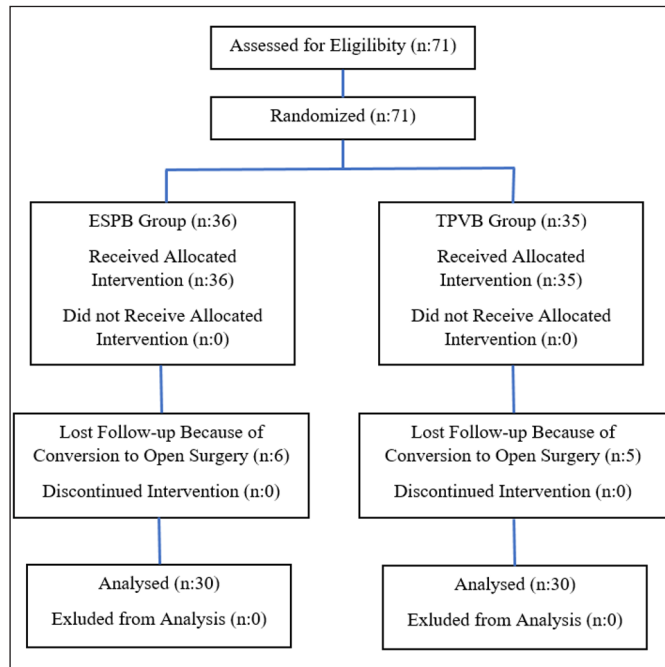 Assessed for Eligilibity (n:71)
Randomized (n:71)
ESPB Group (n:36)
Received Allocated
Intervention (n:36)
Did not Receive Allocated
Intervention (n:0)
TPVB Group (n:35)
Received Allocated
Intervention (n:35)
Did not Receive Allocated
Intervention (n:0)
Lost Follow-up Because of
Conversion to Open Surgery (n:6)
Discontinued Intervention (n:0)
Lost Follow-up Because of
Conversion to Open Surgery (n:5)
Discontinued Intervention (n:0)
Analysed (n:30)
Exluded from Analysis (n:0)
Analysed (n:30)
Exluded from Analysis (n:0)